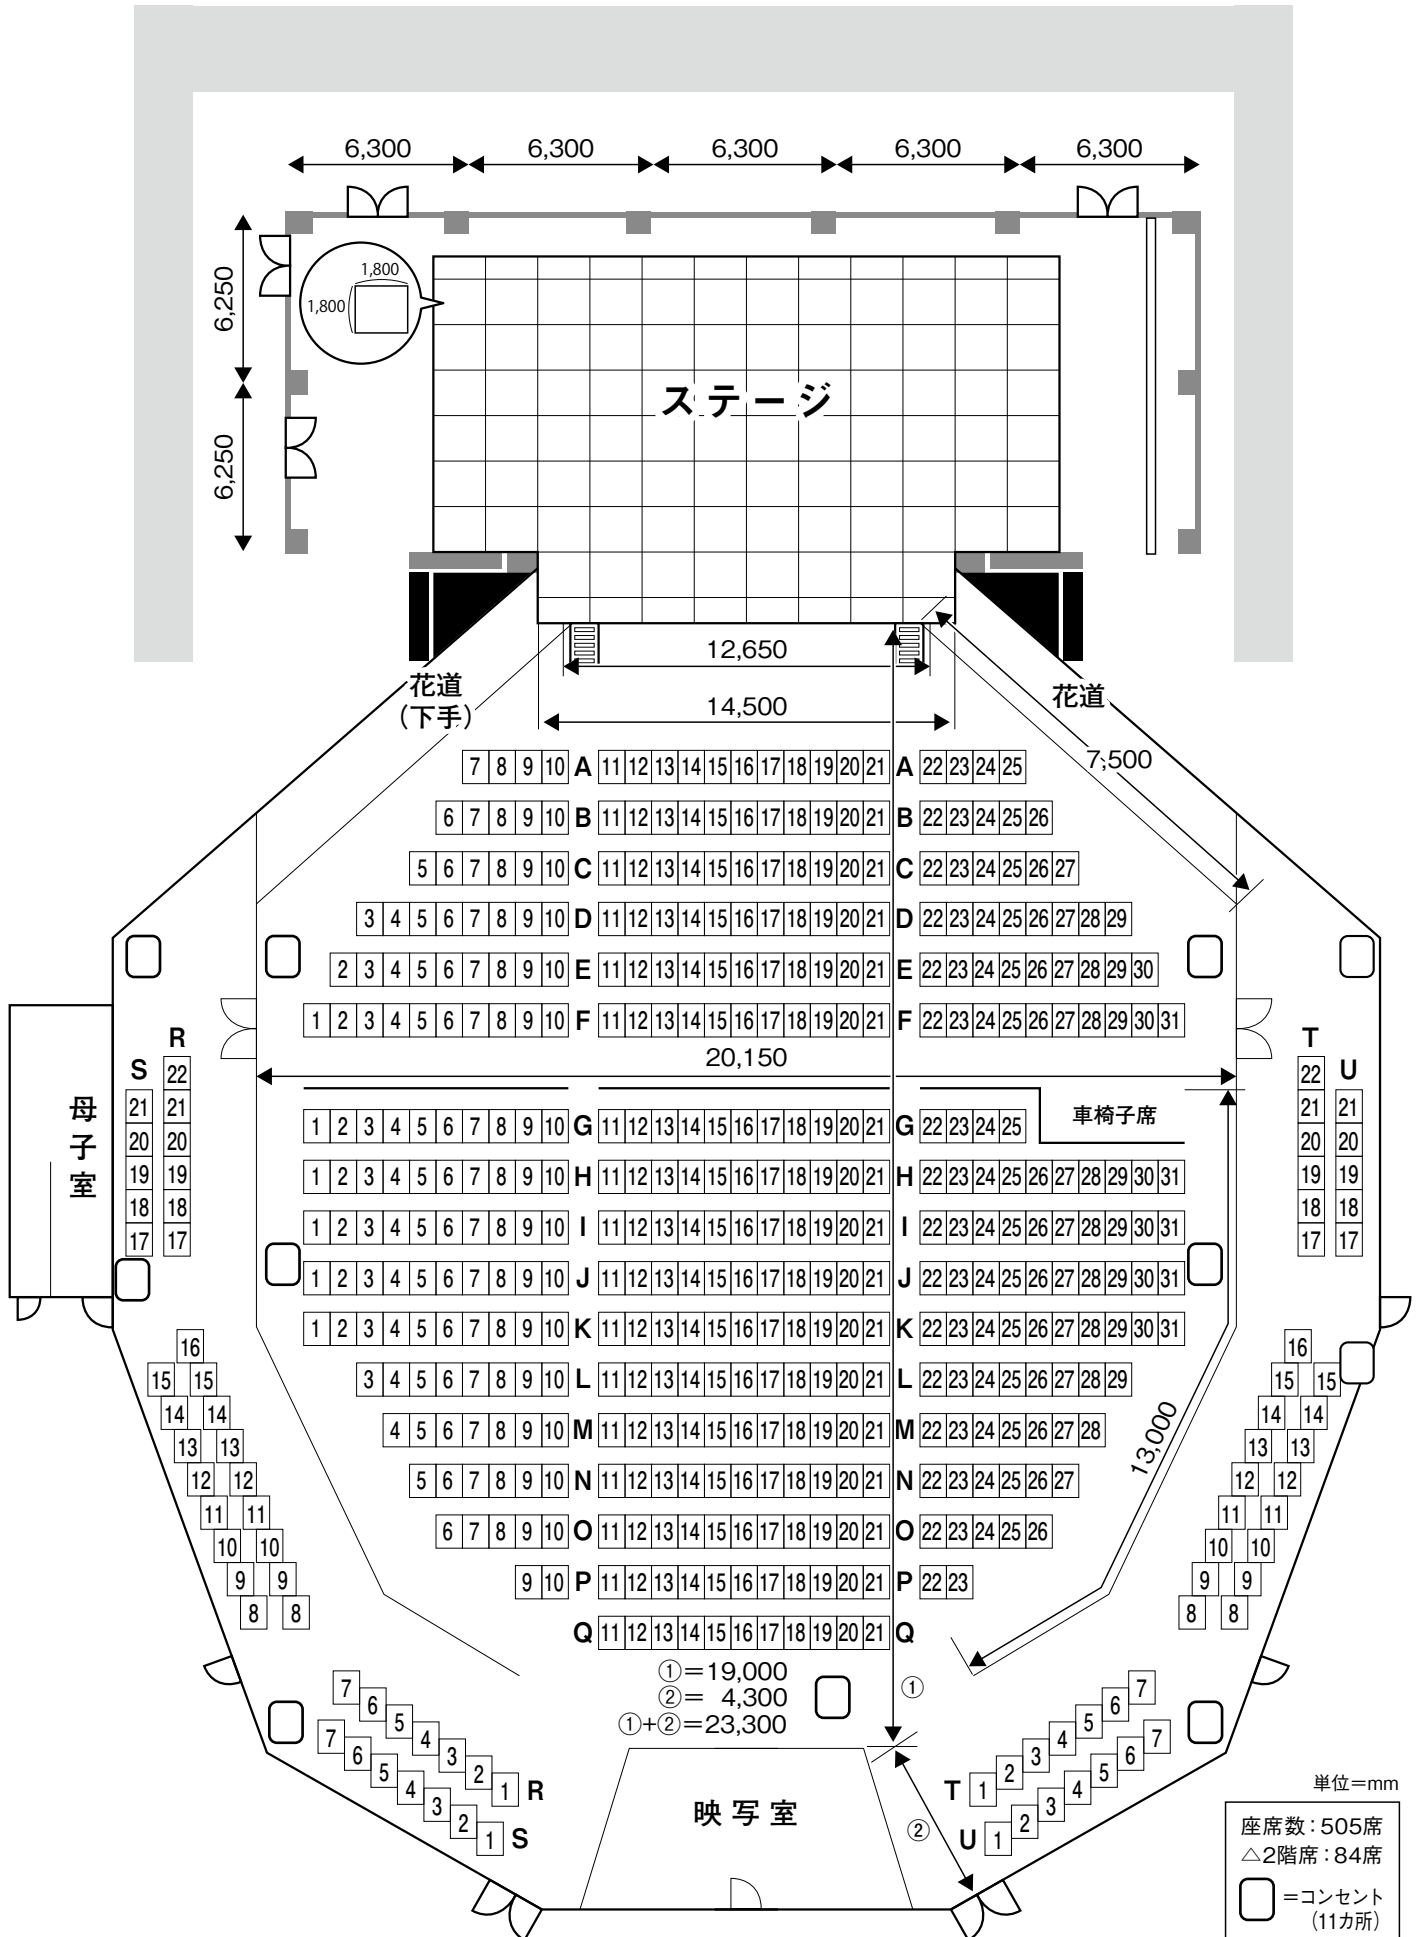 6,300 6,300 6,300 6,300 6,300
6,250
6,250
1,800
1,800
ステージ
12,650
14,500
花道
(下手)
花道
7,500
7 8 9 10 A 11 12 13 14 15 16 17 18 19 20 21 A 22 23 24 25
6 7 8 9 10 B 11 12 13 14 15 16 17 18 19 20 21 B 22 23 24 25 26
5 6 7 8 9 10 C 11 12 13 14 15 16 17 18 19 20 21 C 22 23 24 25 26 27
3 4 5 6 7 8 9 10 D 11 12 13 14 15 16 17 18 19 20 21 D 22 23 24 25 26 27 28 29
2 3 4 5 6 7 8 9 10 E 11 12 13 14 15 16 17 18 19 20 21 E 22 23 24 25 26 27 28 29 30
1 2 3 4 5 6 7 8 9 10 F 11 12 13 14 15 16 17 18 19 20 21 F 22 23 24 25 26 27 28 29 30 31
20,150
1 2 3 4 5 6 7 8 9 10 G 11 12 13 14 15 16 17 18 19 20 21 G 22 23 24 25
車椅子席
1 2 3 4 5 6 7 8 9 10 H 11 12 13 14 15 16 17 18 19 20 21 H 22 23 24 25 26 27 28 29 30 31
1 2 3 4 5 6 7 8 9 10 I 11 12 13 14 15 16 17 18 19 20 21 I 22 23 24 25 26 27 28 29 30 31
1 2 3 4 5 6 7 8 9 10 J 11 12 13 14 15 16 17 18 19 20 21 J 22 23 24 25 26 27 28 29 30 31
1 2 3 4 5 6 7 8 9 10 K 11 12 13 14 15 16 17 18 19 20 21 K 22 23 24 25 26 27 28 29 30 31
3 4 5 6 7 8 9 10 L 11 12 13 14 15 16 17 18 19 20 21 L 22 23 24 25 26 27 28 29
4 5 6 7 8 9 10 M 11 12 13 14 15 16 17 18 19 20 21 M 22 23 24 25 26 27 28
5 6 7 8 9 10 N 11 12 13 14 15 16 17 18 19 20 21 N 22 23 24 25 26 27
6 7 8 9 10 O 11 12 13 14 15 16 17 18 19 20 21 O 22 23 24 25 26
9 10 P 11 12 13 14 15 16 17 18 19 20 21 P 22 23
Q 11 12 13 14 15 16 17 18 19 20 21 Q
13,000
①=19,000
②= 4,300
①+②=23,300
①
②
母子室
S 21 20 19 18 17
R 22 21 20 19 18 17
16
15 15
14 14
13 13
12 12
11 11
10 10
9 9
8 8
7 6 5 4 3 2 1 R
7 6 5 4 3 2 1 S
T 22 21 20 19 18 17
U 21 20 19 18 17
16
15 15
14 14
13 13
12 12
11 11
10 10
9 9
8 8
T 1 2 3 4 5 6 7
U 1 2 3 4 5 6 7
映写室
単位=mm
座席数:505席
△2階席:84席
=コンセント
(11カ所)